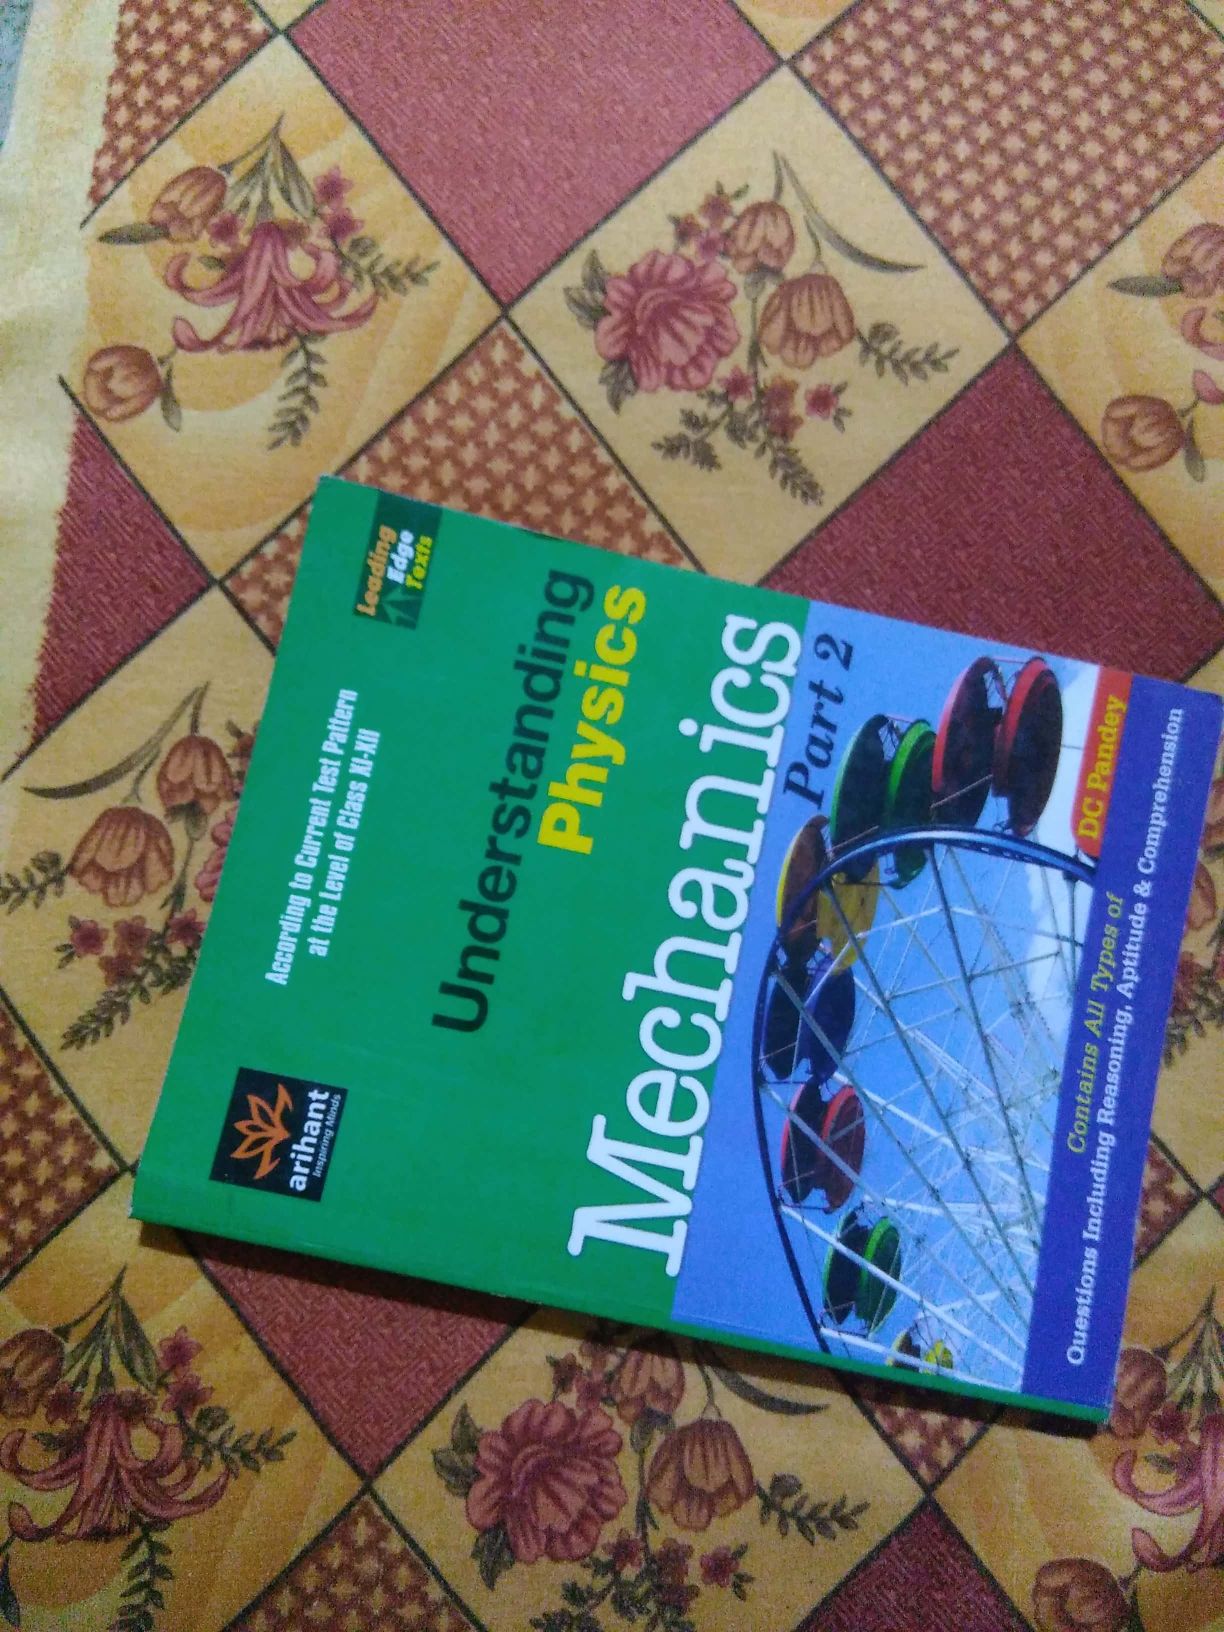 According to Current Test Pattern
at the Level of Class XI-XII
Leading
Edge
Texts
arihant
Inspiring Minds
Understanding
Physics
Mechanics
Part 2
DC Pandey
Contains All Types of
Questions Including Reasoning, Aptitude & Comprehension